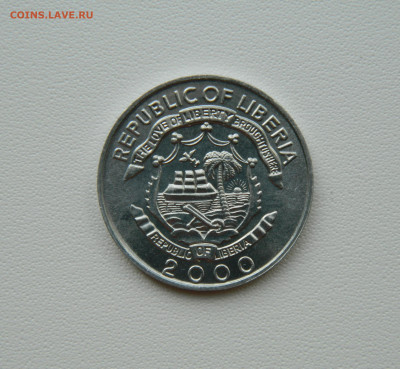 COINS.LAVE.RU
REPUBLIC OF LIBERIA
THE LOVE OF LIBERTY BROUGHT US HERE
REPUBLIC OF LIBERIA
2000